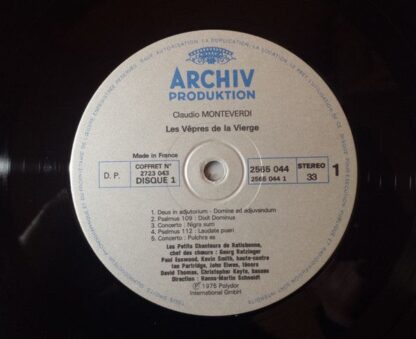 ARCHIV
PRODUKTION
Claudio MONTEVERDI
Les Vêpres de la Vierge
Made in France
D. P.
COFFRET N°
2723 043
DISQUE 1
2565 044
2565 044 1
STEREO
33
1
1. Deus in adjutorium - Domine ad adjuvandum
2. Psalmus 109 : Dixit Dominus
3. Concerto : Nigra sum
4. Psalmus 112 : Laudate pueri
5. Concerto : Pulchra es
Les Petits Chanteurs de Ratisbonne,
chef des chœurs : Georg Ratzinger
Paul Esswood, Kevin Smith, haute-contre
Ian Partridge, John Elwes, ténors
David Thomas, Christopher Keyte, basses
Direction : Hanns-Martin Schneidt
℗ 1975 Polydor
International GmbH